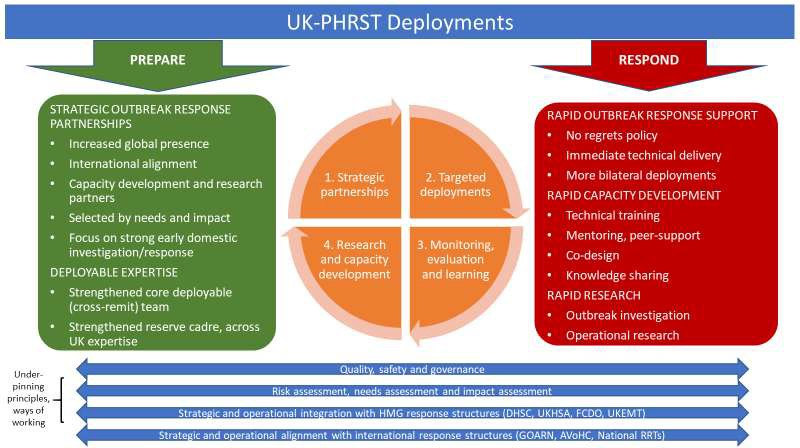 UK-PHRST Deployments
PREPARE
STRATEGIC OUTBREAK RESPONSE
PARTNERSHIPS
• Increased global presence
• International alignment
• Capacity development and research
partners
• Selected by needs and impact
• Focus on strong early domestic
investigation/response
DEPLOYABLE EXPERTISE
• Strengthened core deployable
(cross-remit) team
• Strengthened reserve cadre, across
UK expertise
1. Strategic
partnerships
2. Targeted
deployments
3. Monitoring,
evaluation
and learning
4. Research
and capacity
development
RESPOND
RAPID OUTBREAK RESPONSE SUPPORT
• No regrets policy
• Immediate technical delivery
• More bilateral deployments
RAPID CAPACITY DEVELOPMENT
• Technical training
• Mentoring, peer-support
• Co-design
• Knowledge sharing
RAPID RESEARCH
• Outbreak investigation
• Operational research
Under-
pinning
principles,
ways of
working
Quality, safety and governance
Risk assessment, needs assessment and impact assessment
Strategic and operational integration with HMG response structures (DHSC, UKHSA, FCDO, UKEMT)
Strategic and operational alignment with international response structures (GOARN, AVoHC, National RRTs)